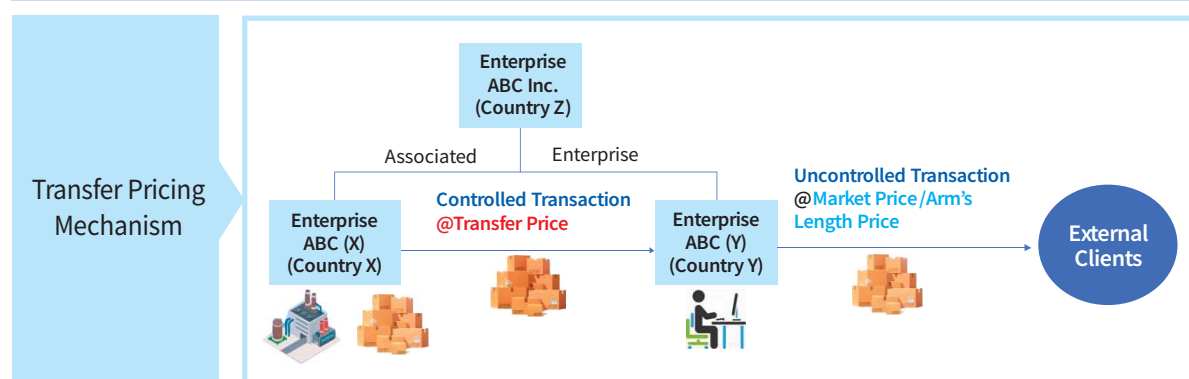 Transfer Pricing
Mechanism
Enterprise
ABC Inc.
(Country Z)
Associated
Enterprise
Controlled Transaction
@Transfer Price
Enterprise
ABC (X)
(Country X)
Enterprise
ABC (Y)
(Country Y)
Uncontrolled Transaction
@Market Price/Arm’s
Length Price
External
Clients